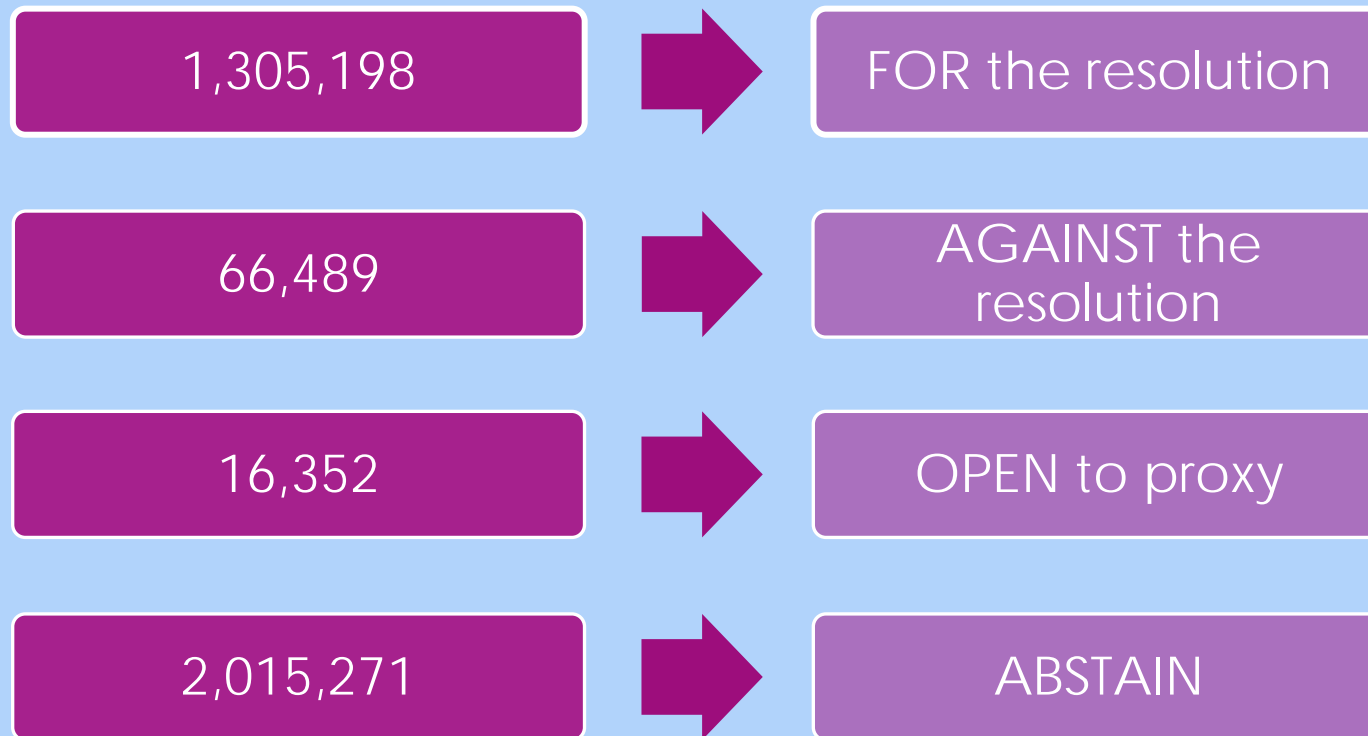 1,305,198
FOR the resolution
66,489
AGAINST the
resolution
16,352
OPEN to proxy
2,015,271
ABSTAIN